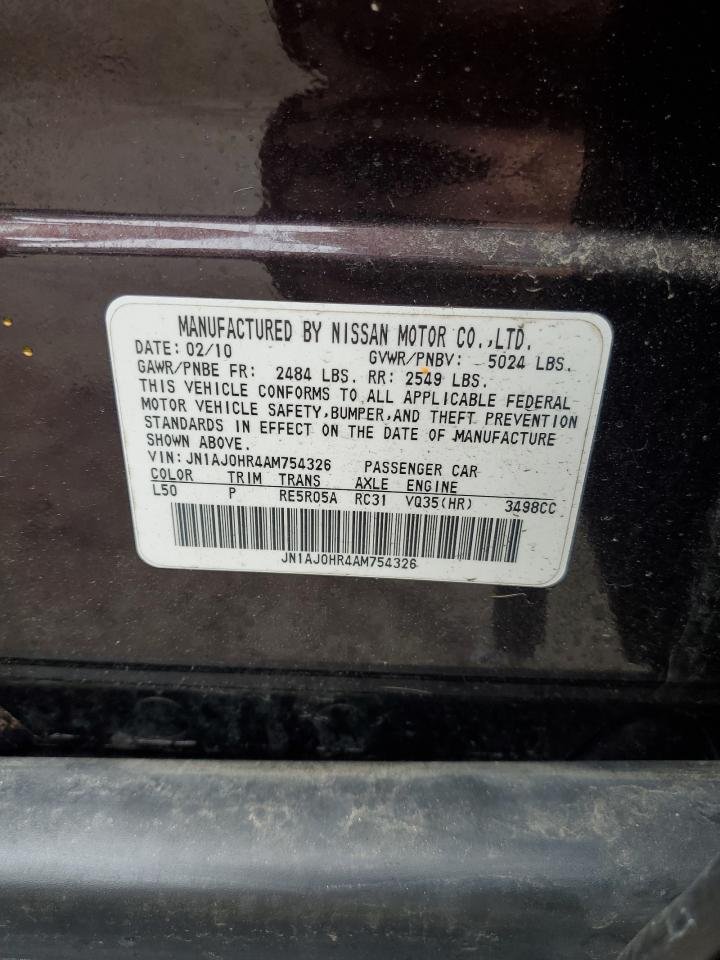 MANUFACTURED BY NISSAN MOTOR CO.,LTD.
DATE: 02/10 GVWR/PNBV: 5024 LBS.
GAWR/PNBE FR: 2484 LBS. RR: 2549 LBS.
THIS VEHICLE CONFORMS TO ALL APPLICABLE FEDERAL
MOTOR VEHICLE SAFETY,BUMPER,AND THEFT PREVENTION
STANDARDS IN EFFECT ON THE DATE OF MANUFACTURE
SHOWN ABOVE.
VIN: JN1AJ0HR4AM754326 PASSENGER CAR
COLOR TRIM TRANS AXLE ENGINE
L50 P RE5R05A RC31 VQ35(HR) 3498CC
JN1AJ0HR4AM754326